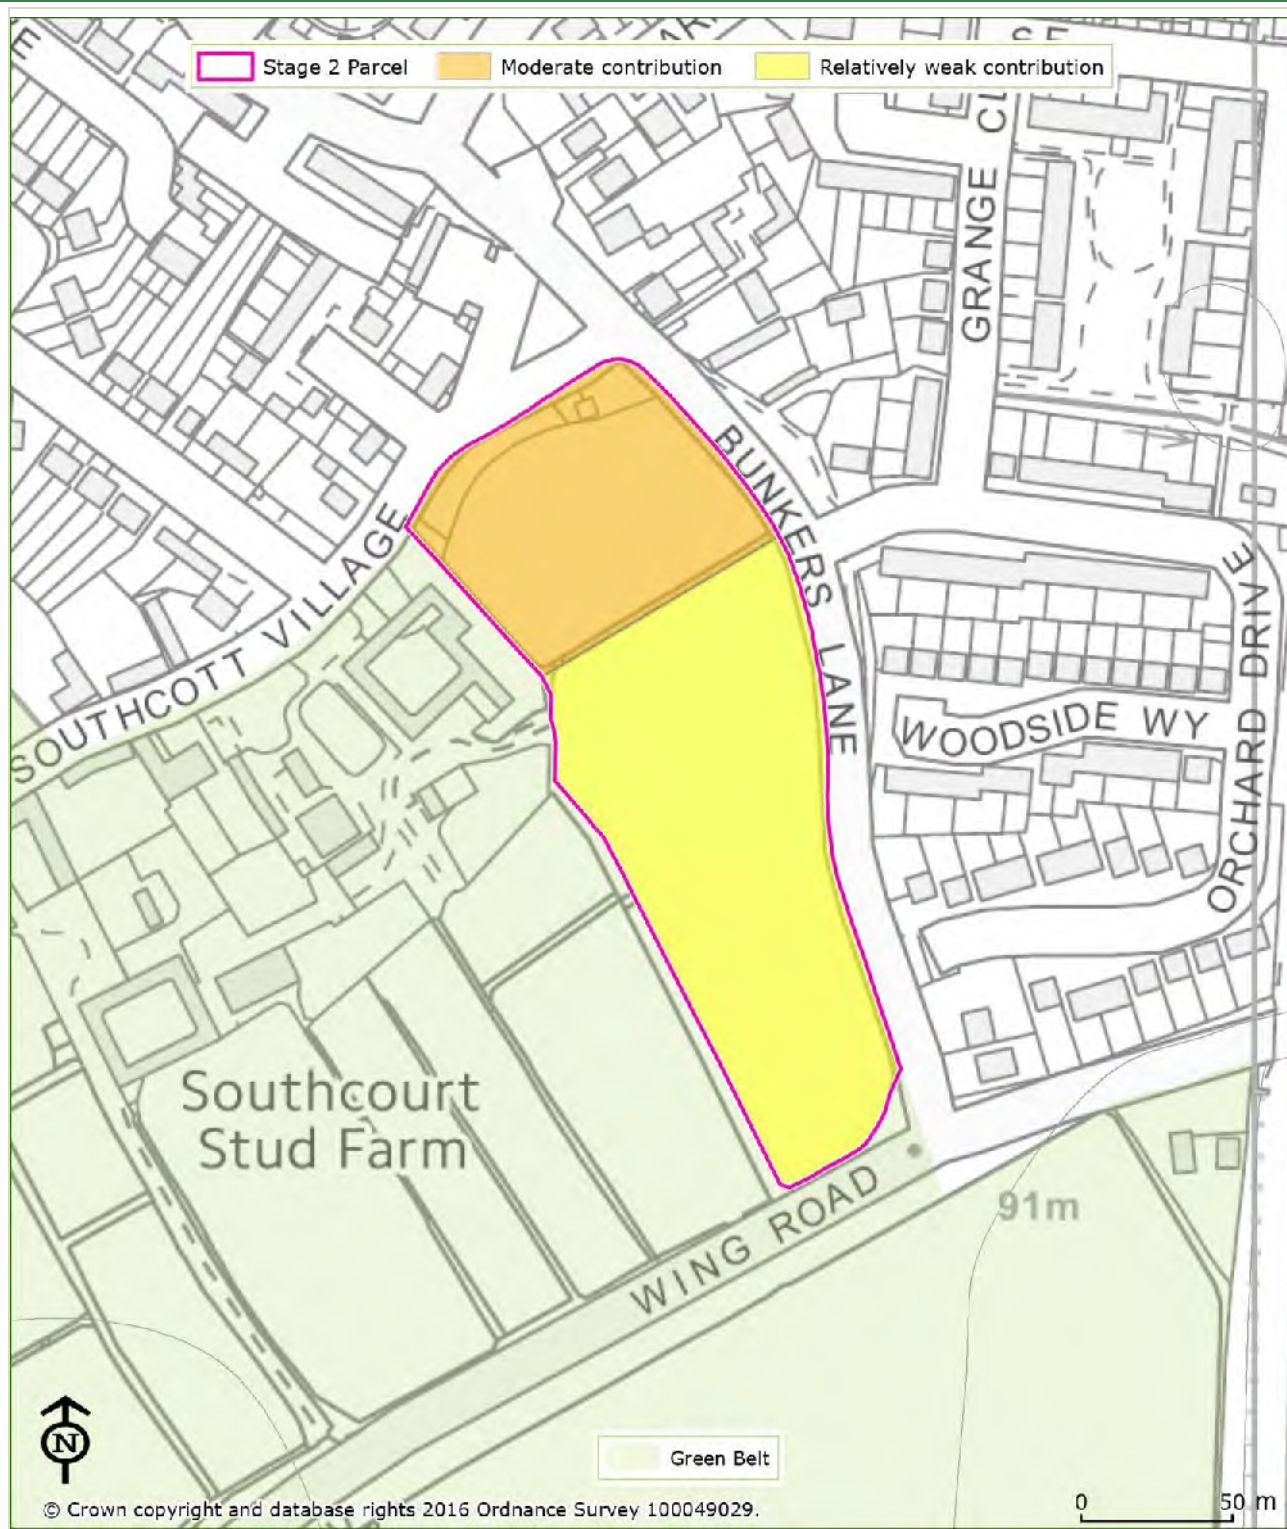 Stage 2 Parcel Moderate contribution Relatively weak contribution
GRANGE
BUNKERS LANE
SOUTHCOTT VILLAGE
WOODSIDE WY
ORCHARD DRIVE
Southcourt
Stud Farm
WING ROAD
91m
N
Green Belt
© Crown copyright and database rights 2016 Ordnance Survey 100049029.
0 50 m